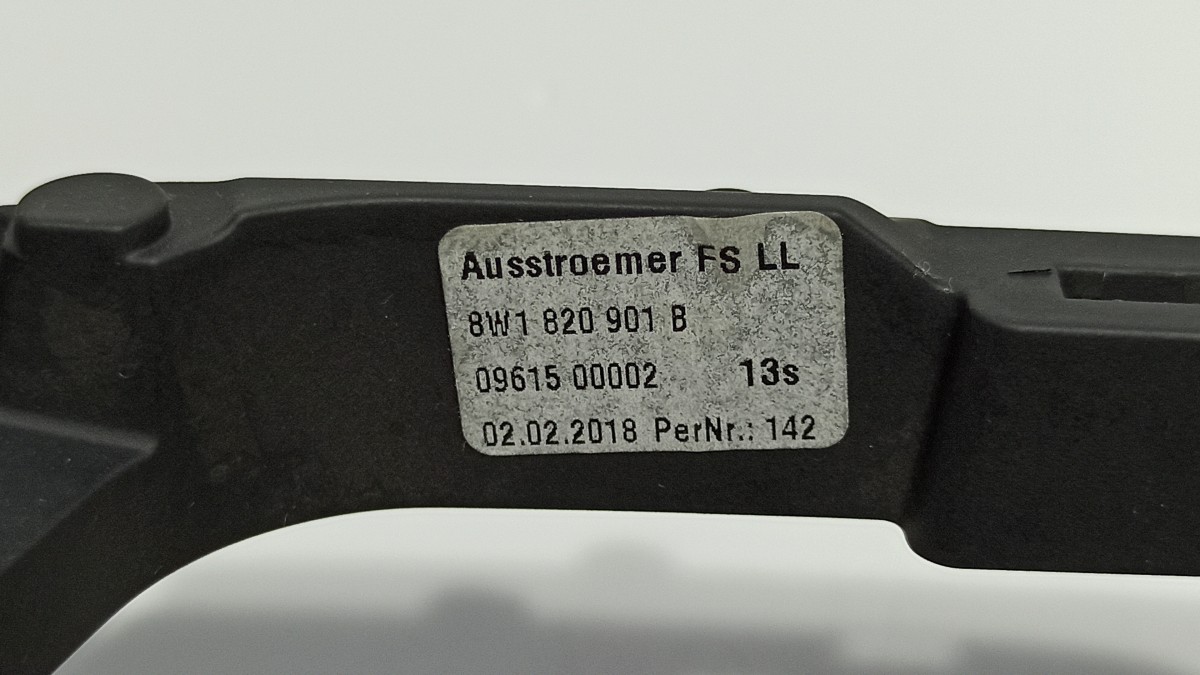 Ausstroemer FS LL
8W1 820 901 B
09615 00002 13s
02.02.2018 PerNr.: 142